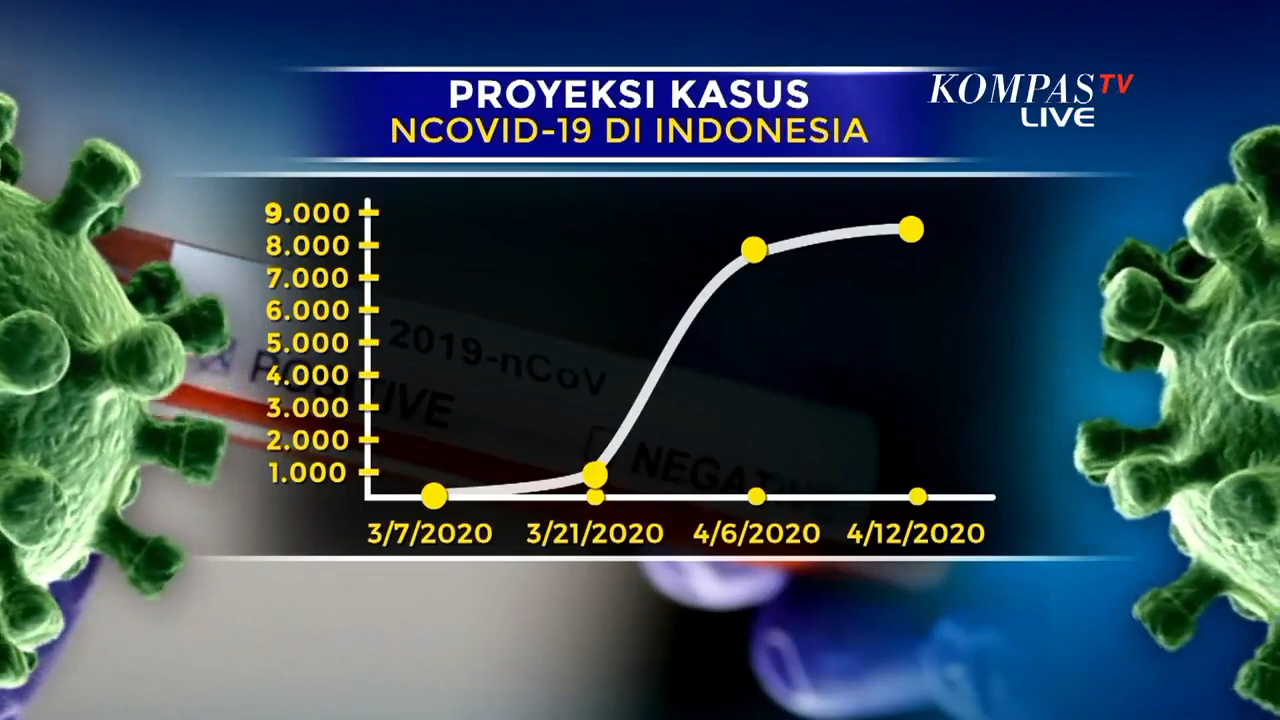 PROYEKSI KASUS
NCOVID-19 DI INDONESIA
KOMPAS TV
LIVE
9.000
8.000
7.000
6.000
5.000
4.000
3.000
2.000
1.000
2019-nCoV
POSITIVE
3/7/2020
3/21/2020
4/6/2020
4/12/2020